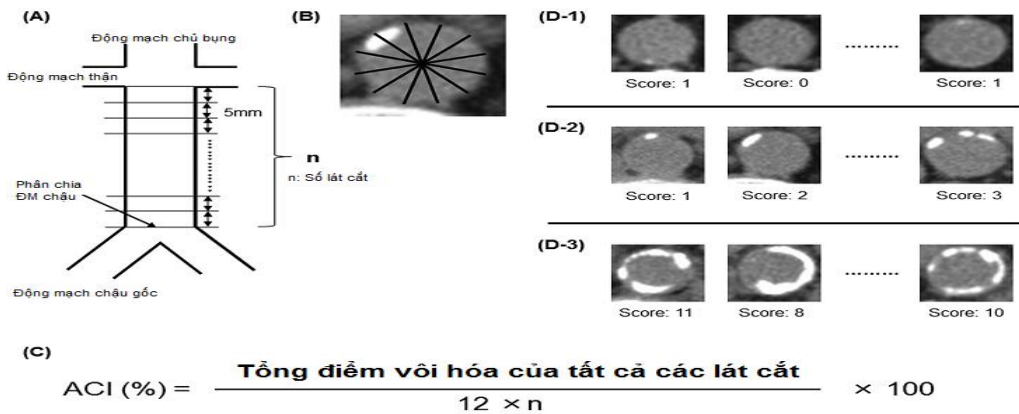 (A)
Động mạch chủ bụng
Động mạch thận
5mm
n
n: Số lát cắt
Phân chia
ĐM chậu
Động mạch chậu gốc
(B)
(D-1)
Score: 1 Score: 0 ......... Score: 1
(D-2)
Score: 1 Score: 2 ......... Score: 3
(D-3)
Score: 11 Score: 8 ......... Score: 10
(C)
ACI (%) = Tổng điểm vôi hóa của tất cả các lát cắt × 100
12 × n